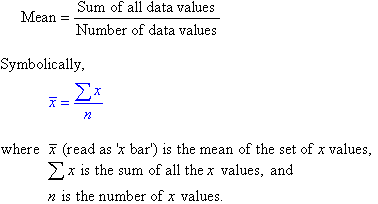 Mean = Sum of all data values / Number of data values
Symbolically,
x̅ = ∑x / n
where x̅ (read as 'x bar') is the mean of the set of x values,
∑x is the sum of all the x values, and
n is the number of x values.